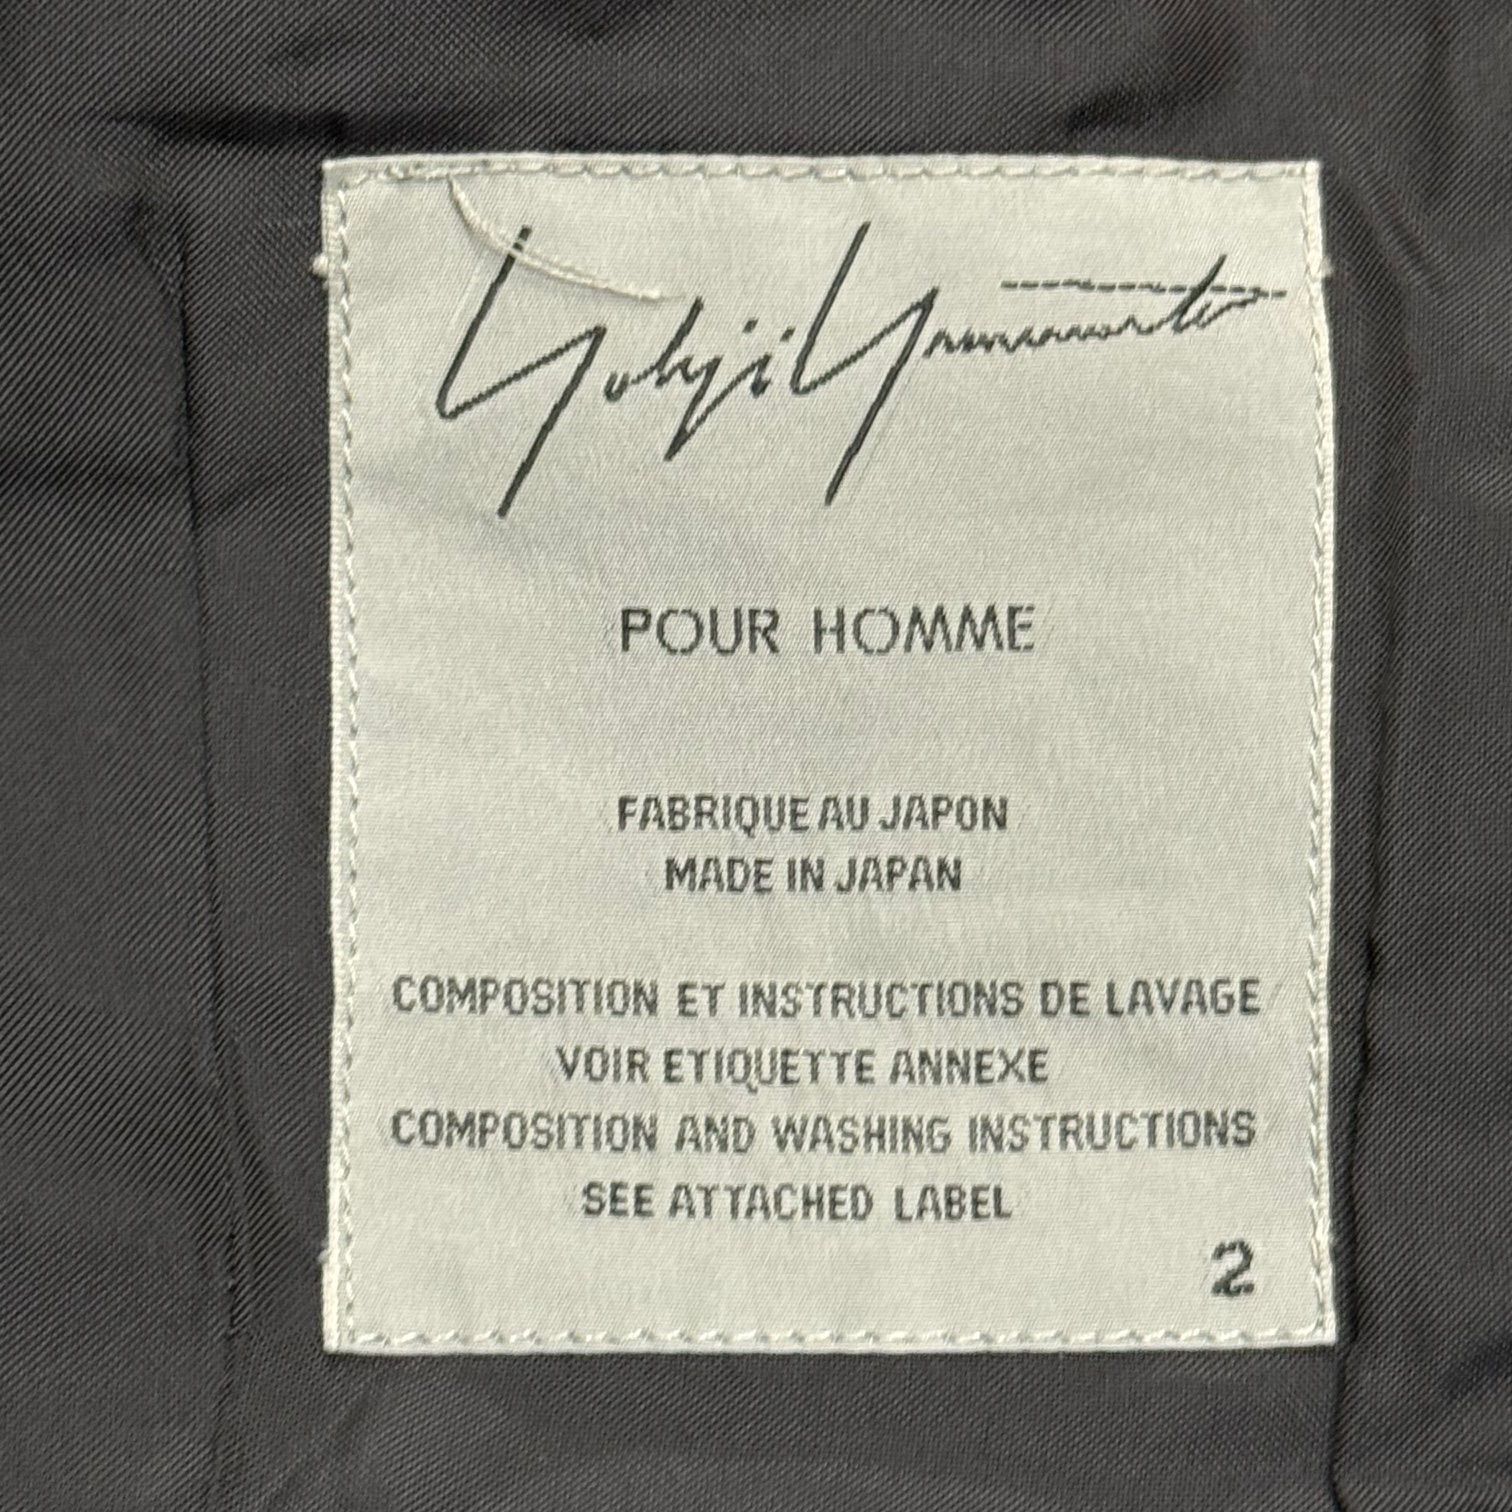 Yohji Yamamoto
POUR HOMME
FABRIQUE AU JAPON
MADE IN JAPAN
COMPOSITION ET INSTRUCTIONS DE LAVAGE
VOIR ETIQUETTE ANNEXE
COMPOSITION AND WASHING INSTRUCTIONS
SEE ATTACHED LABEL
2